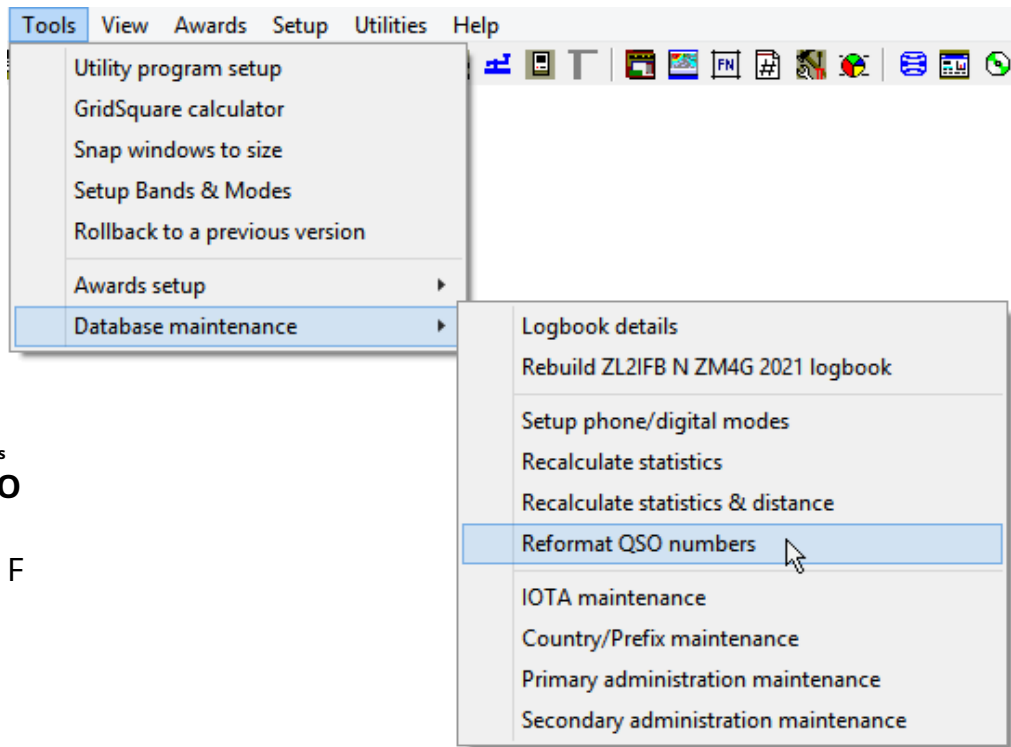 Tools View Awards Setup Utilities Help
FN #
Utility program setup
GridSquare calculator
Snap windows to size
Setup Bands & Modes
Rollback to a previous version
Awards setup
Database maintenance
Logbook details
Rebuild ZL2IFB N ZM4G 2021 logbook
Setup phone/digital modes
Recalculate statistics
Recalculate statistics & distance
Reformat QSO numbers
IOTA maintenance
Country/Prefix maintenance
Primary administration maintenance
Secondary administration maintenance
s
O
F